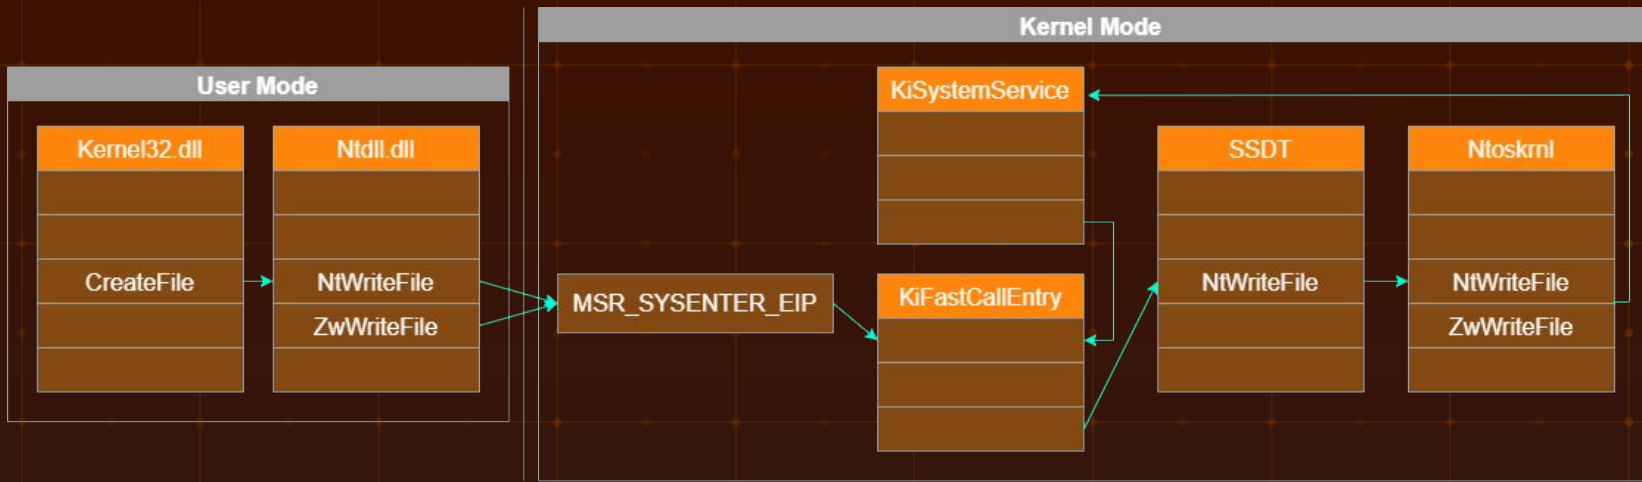 Kernel Mode
User Mode
Kernel32.dll
CreateFile
Ntdll.dll
NtWriteFile
ZwWriteFile
MSR_SYSENTER_EIP
KiSystemService
KiFastCallEntry
SSDT
NtWriteFile
Ntoskrnl
NtWriteFile
ZwWriteFile